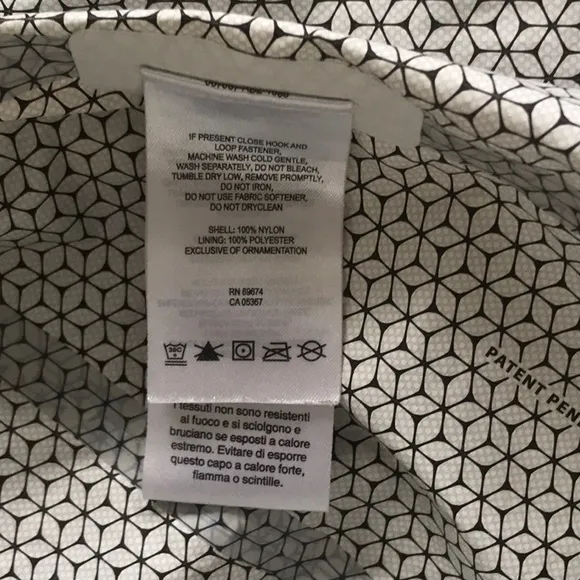 IF PRESENT CLOSE HOOK AND
LOOP FASTENER,
MACHINE WASH COLD GENTLE,
WASH SEPARATELY, DO NOT BLEACH,
TUMBLE DRY LOW, REMOVE PROMPTLY,
DO NOT IRON,
DO NOT USE FABRIC SOFTENER,
DO NOT DRYCLEAN
SHELL: 100% NYLON
LINING: 100% POLYESTER
EXCLUSIVE OF ORNAMENTATION
RN 69674
CA 05367
30C
I tessuti non sono resistenti
al fuoco e si sciolgono e
bruciano se esposti a calore
estremo. Evitare di esporre
questo capo a calore forte,
fiamma o scintille.
PATENT PEN